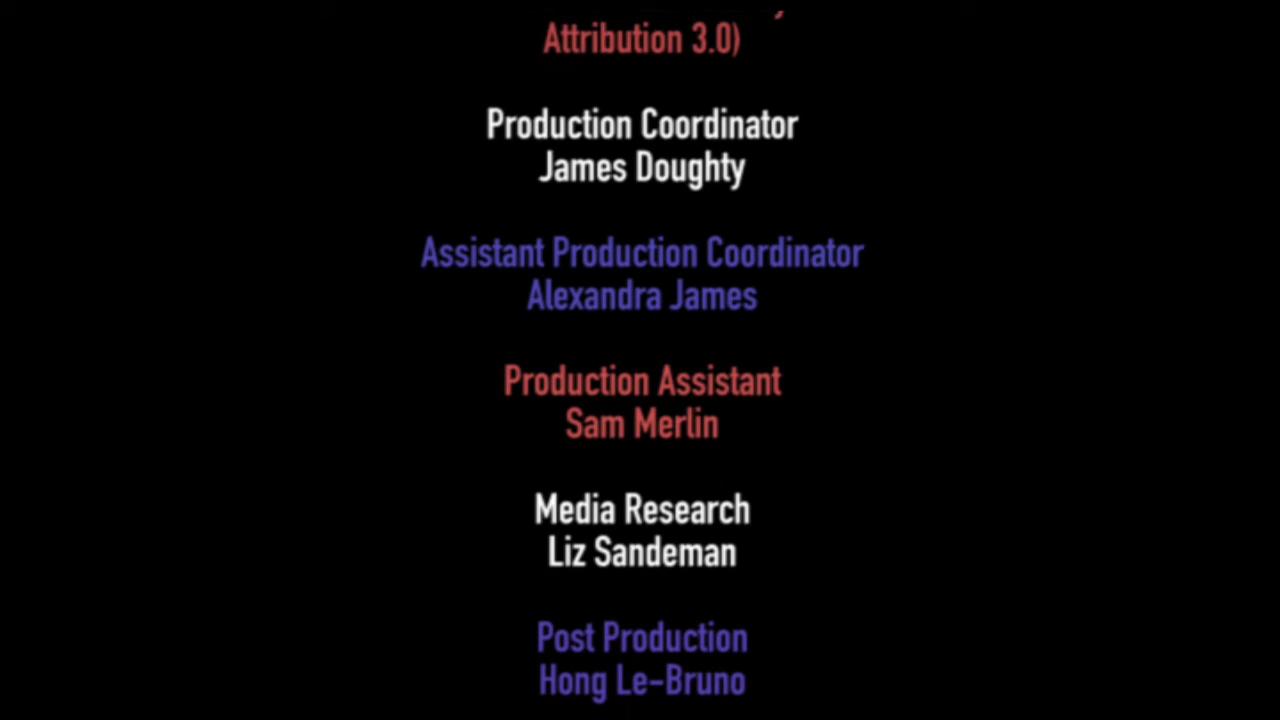 Attribution 3.0)
Production Coordinator
James Doughty
Assistant Production Coordinator
Alexandra James
Production Assistant
Sam Merlin
Media Research
Liz Sandeman
Post Production
Hong Le-Bruno